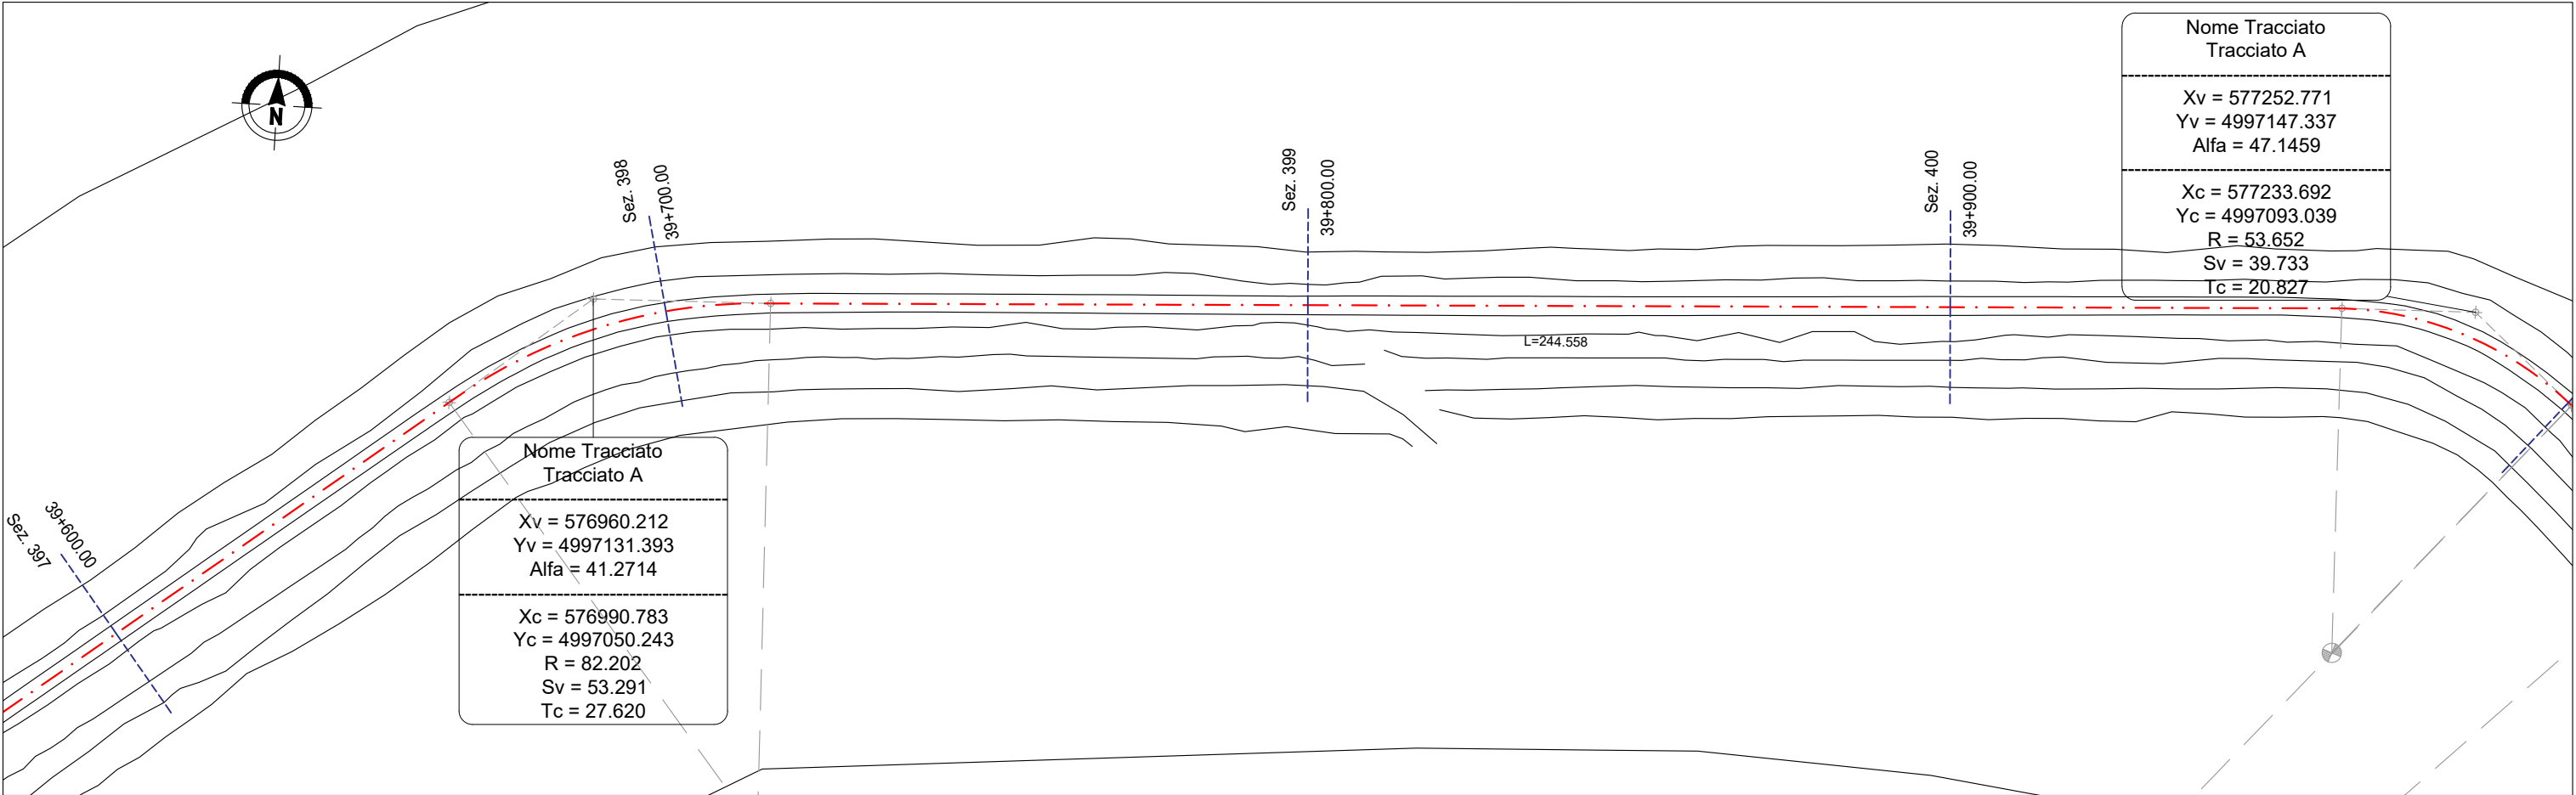 Nome Tracciato
Tracciato A
Xv = 577252.771
Yv = 4997147.337
Alfa = 47.1459
Xc = 577233.692
Yc = 4997093.039
R = 53.652
Sv = 39.733
Tc = 20.827
N
Sez. 398
39+700.00
Sez. 399
39+800.00
Sez. 400
39+900.00
L=244.558
Nome Tracciato
Tracciato A
Xv = 576960.212
Yv = 4997131.393
Alfa = 41.2714
Xc = 576990.783
Yc = 4997050.243
R = 82.202
Sv = 53.291
Tc = 27.620
Sez. 397
39+600.00